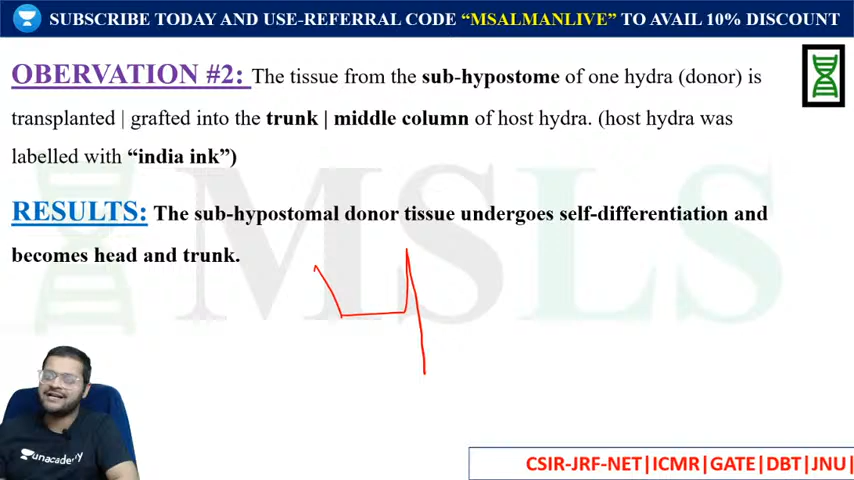 SUBSCRIBE TODAY AND USE-REFERRAL CODE “MSALMANLIVE” TO AVAIL 10% DISCOUNT
OBERVATION #2: The tissue from the sub-hypostome of one hydra (donor) is
transplanted | grafted into the trunk | middle column of host hydra. (host hydra was
labelled with “india ink”)
RESULTS: The sub-hypostomal donor tissue undergoes self-differentiation and
becomes head and trunk.
MSLS
unacademy
CSIR-JRF-NET|ICMR|GATE|DBT|JNU|